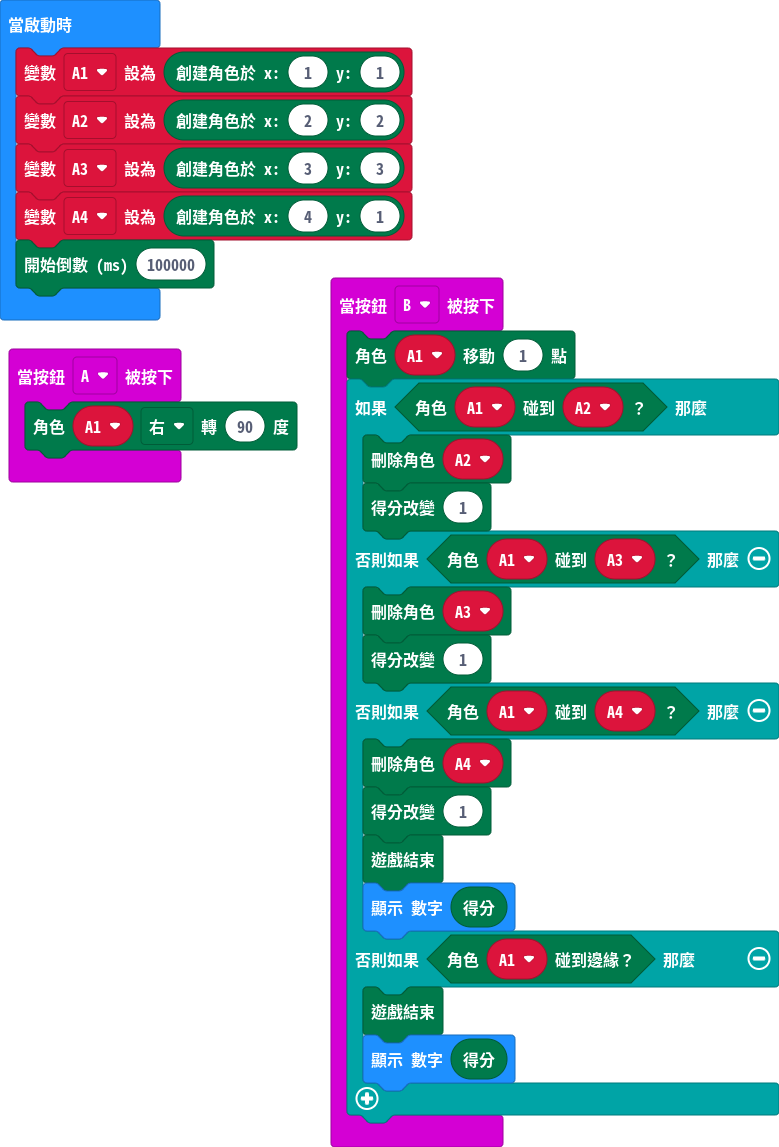 當啟動時
變數 A1 設為 創建角色於 x: 1 y: 1
變數 A2 設為 創建角色於 x: 2 y: 2
變數 A3 設為 創建角色於 x: 3 y: 3
變數 A4 設為 創建角色於 x: 4 y: 1
開始倒數 (ms) 100000
當按鈕 A 被按下
角色 A1 右 轉 90 度
當按鈕 B 被按下
角色 A1 移動 1 點
如果 角色 A1 碰到 A2 ? 那麼
刪除角色 A2
得分改變 1
否則如果 角色 A1 碰到 A3 ? 那麼
刪除角色 A3
得分改變 1
否則如果 角色 A1 碰到 A4 ? 那麼
刪除角色 A4
得分改變 1
遊戲結束
顯示 數字 得分
否則如果 角色 A1 碰到邊緣? 那麼
遊戲結束
顯示 數字 得分